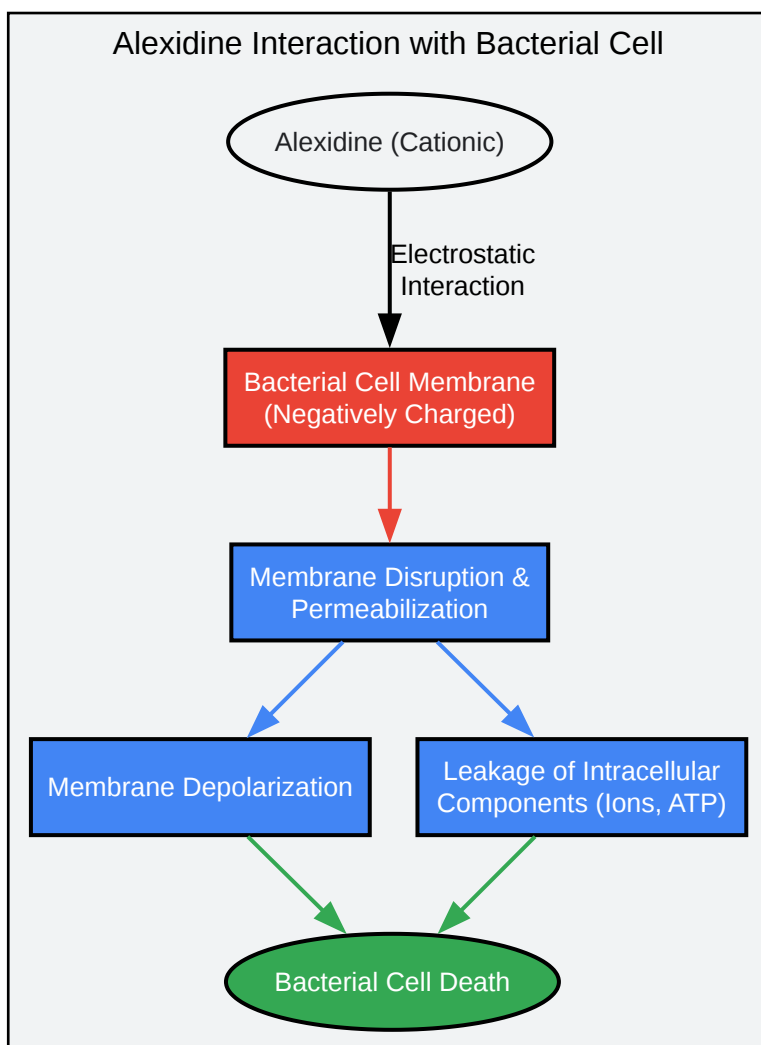 Alexidine Interaction with Bacterial Cell
Alexidine (Cationic)
Electrostatic
Interaction
Bacterial Cell Membrane
(Negatively Charged)
Membrane Disruption &
Permeabilization
Membrane Depolarization
Leakage of Intracellular
Components (Ions, ATP)
Bacterial Cell Death